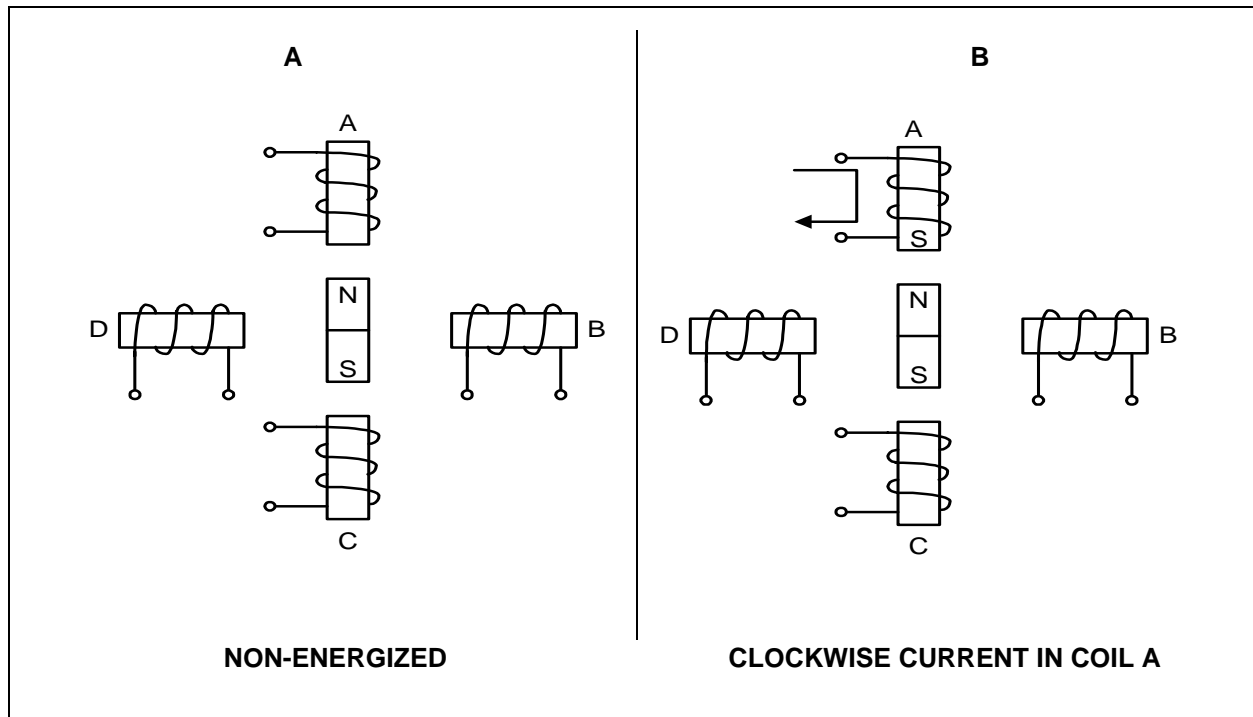 A
A
N
S
D
B
C
NON-ENERGIZED
B
A
S
N
S
D
B
C
CLOCKWISE CURRENT IN COIL A